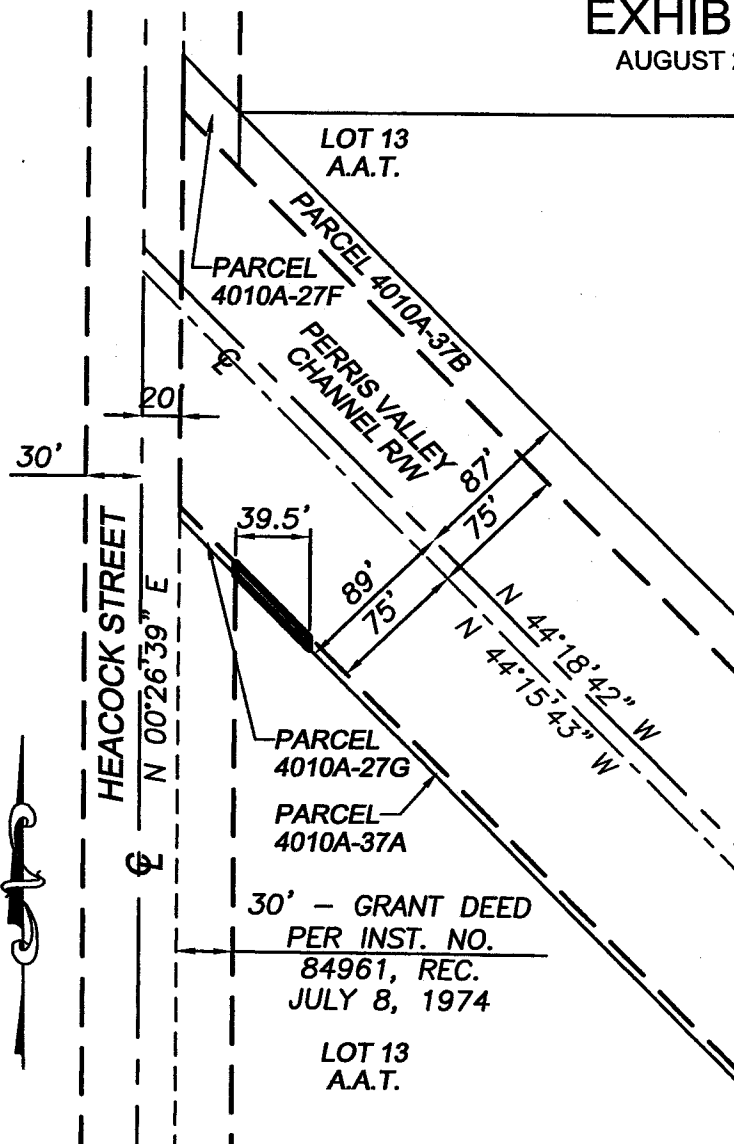 EXHIB
AUGUST 2
LOT 13
A.A.T.
PARCEL 4010A-37B
PARCEL
4010A-27F
PERRIS VALLEY
CHANNEL R/W
℄
20'
30'
87'
75'
39.5'
89'
75'
HEACOCK STREET
N 00°26'39" E
N 44°18'42" W
N 44°15'43" W
PARCEL
4010A-27G
PARCEL
4010A-37A
℄
30' - GRANT DEED
PER INST. NO.
84961, REC.
JULY 8, 1974
LOT 13
A.A.T.